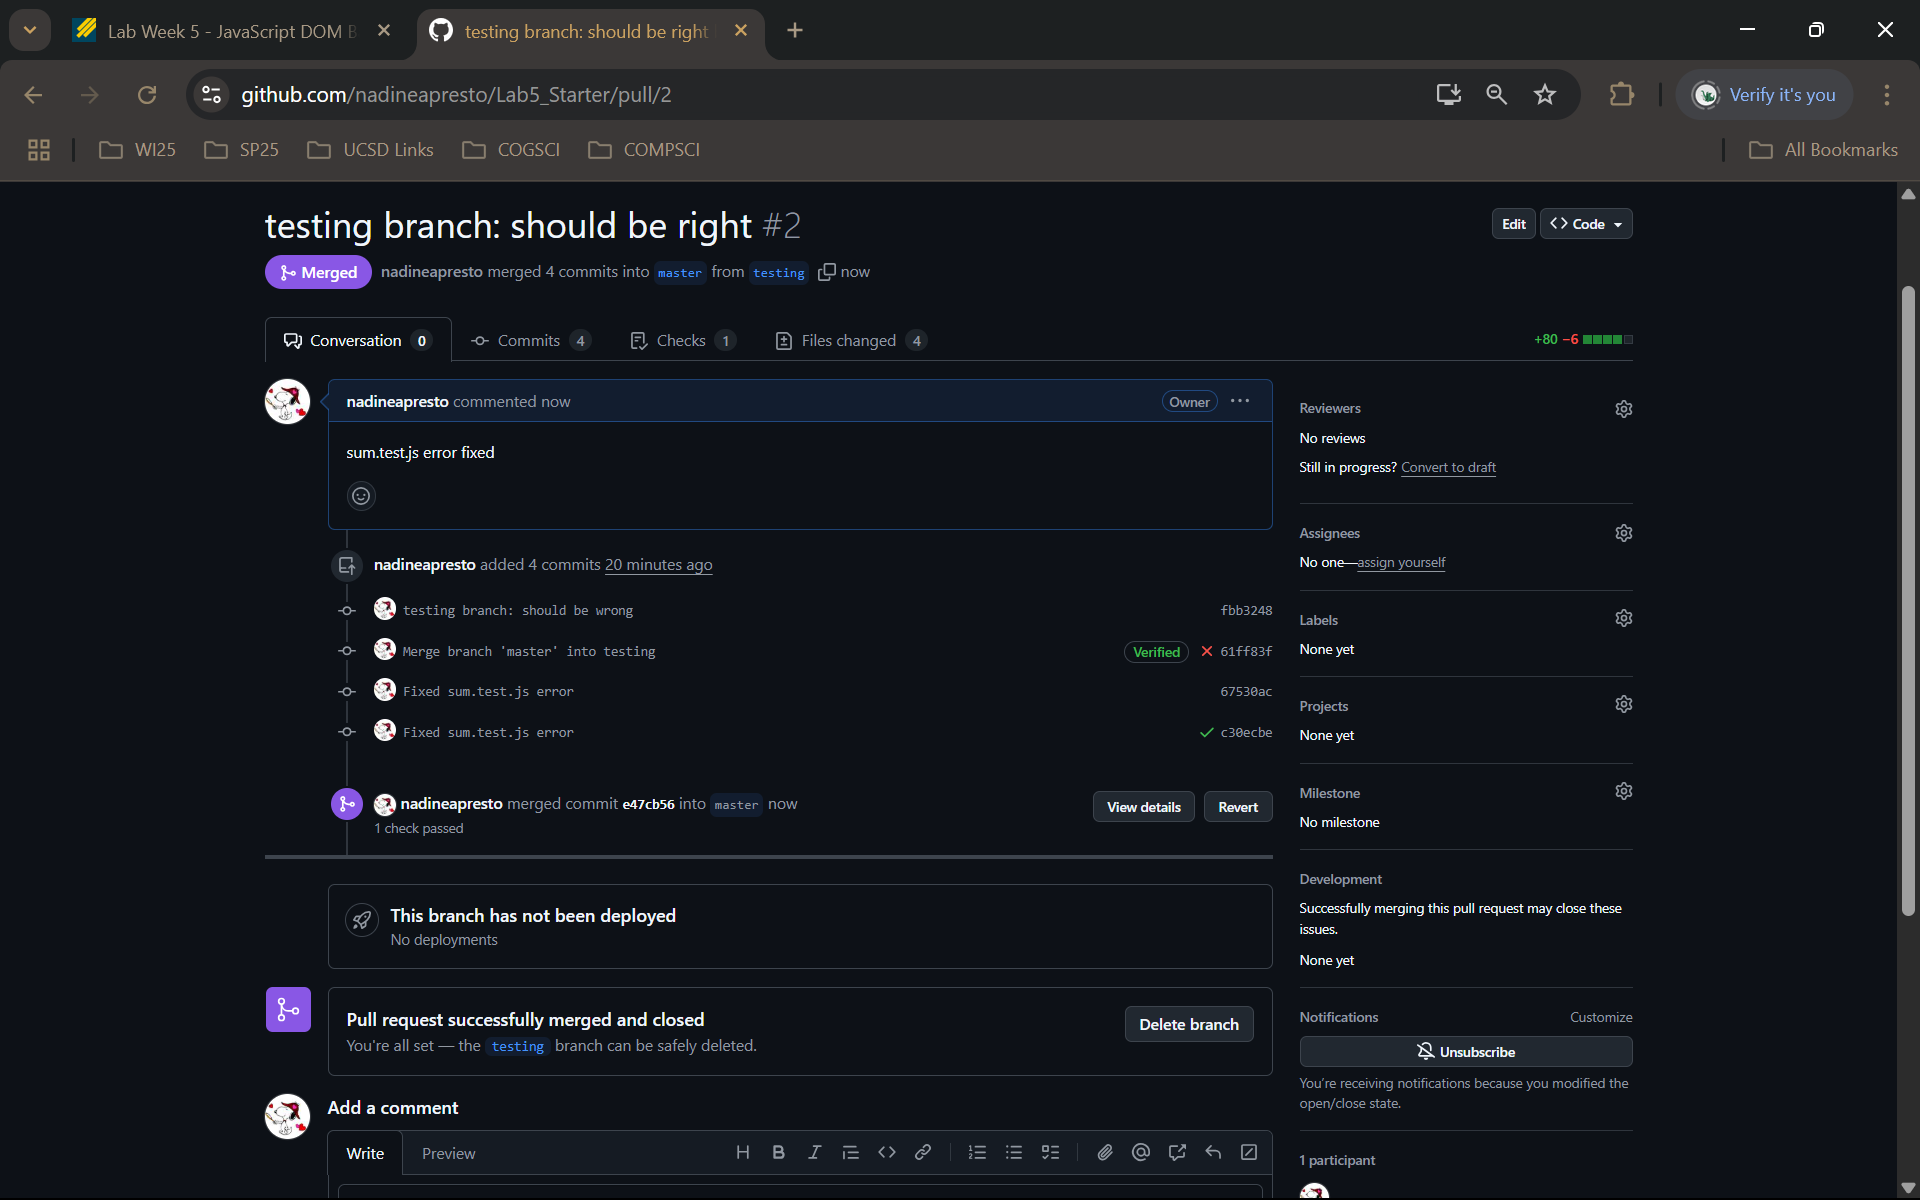 Lab Week 5 - JavaScript DOM B
testing branch: should be right
github.com/nadineapresto/Lab5_Starter/pull/2
Verify it's you
WI25
SP25
UCSD Links
COGSCI
COMPSCI
All Bookmarks
testing branch: should be right #2
Edit
Code
Merged
nadineapresto merged 4 commits into master from testing now
Conversation 0
Commits 4
Checks 1
Files changed 4
+80 −6
nadineapresto commented now
Owner
sum.test.js error fixed
nadineapresto added 4 commits 20 minutes ago
testing branch: should be wrong
fbb3248
Merge branch 'master' into testing
Verified
61ff83f
Fixed sum.test.js error
67530ac
Fixed sum.test.js error
c30ecbe
nadineapresto merged commit e47cb56 into master now
1 check passed
View details
Revert
This branch has not been deployed
No deployments
Pull request successfully merged and closed
You're all set — the testing branch can be safely deleted.
Delete branch
Add a comment
Write
Preview
Reviewers
No reviews
Still in progress? Convert to draft
Assignees
No one—assign yourself
Labels
None yet
Projects
None yet
Milestone
No milestone
Development
Successfully merging this pull request may close these
issues.
None yet
Notifications
Customize
Unsubscribe
You're receiving notifications because you modified the
open/close state.
1 participant